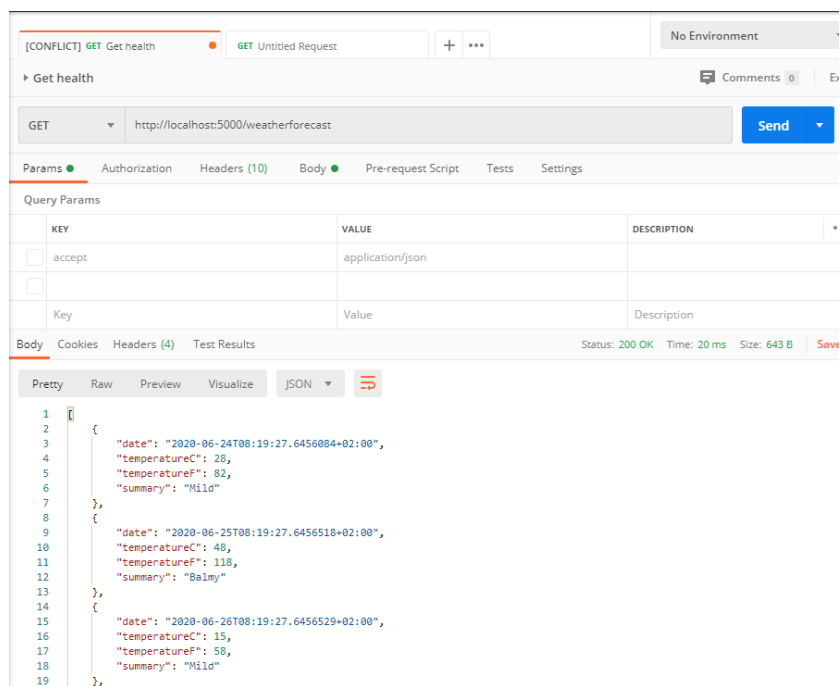 No Environment
[CONFLICT] GET Get health
GET Untitled Request
Get health
Comments 0
GET
http://localhost:5000/weatherforecast
Send
Params
Authorization
Headers (10)
Body
Pre-request Script
Tests
Settings
Query Params
KEY VALUE DESCRIPTION
accept application/json
Key Value Description
Body Cookies Headers (4) Test Results Status: 200 OK Time: 20 ms Size: 643 B Save
Pretty Raw Preview Visualize JSON
1 [
2 {
3 "date": "2020-06-24T08:19:27.6456084+02:00",
4 "temperatureC": 28,
5 "temperatureF": 82,
6 "summary": "Mild"
7 },
8 {
9 "date": "2020-06-25T08:19:27.6456518+02:00",
10 "temperatureC": 48,
11 "temperatureF": 118,
12 "summary": "Balmy"
13 },
14 {
15 "date": "2020-06-26T08:19:27.6456529+02:00",
16 "temperatureC": 15,
17 "temperatureF": 58,
18 "summary": "Mild"
19 },